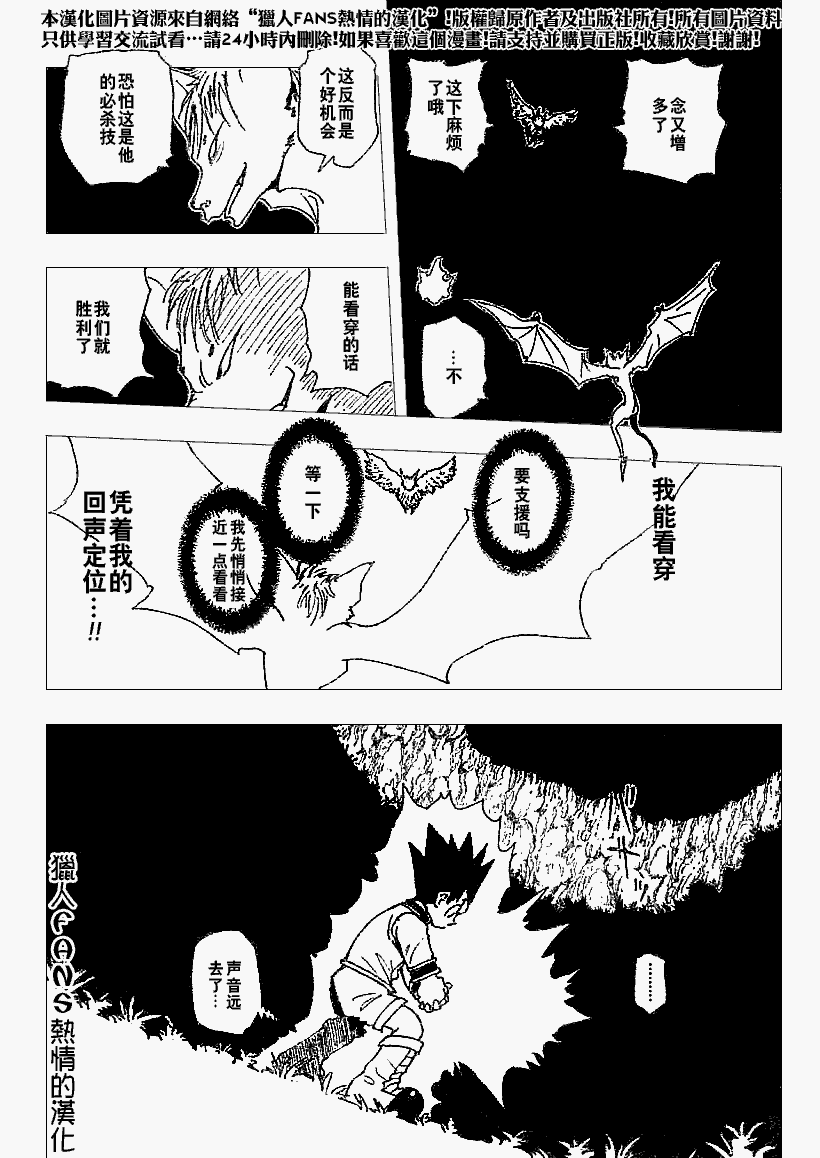 本漢化圖片資源來自網絡“獵人FANS熱情的漢化”!版權歸原作者及出版社所有!所有圖片資料
只供學習交流試看…請24小時內刪除!如果喜歡這個漫畫!請支持並購買正版!收藏欣賞!謝謝!
念又增
多了
这下麻烦
了哦
…不
这反而是
个好机会
恐怕这是他
的必杀技
能看穿的话
我们就
胜利了
我能看穿
要支援吗
等一下
我先悄悄接
近一点看看
凭着我的
回声定位…!!
バサ〃
………
声音远
去了…
獵人FANS熱情的漢化